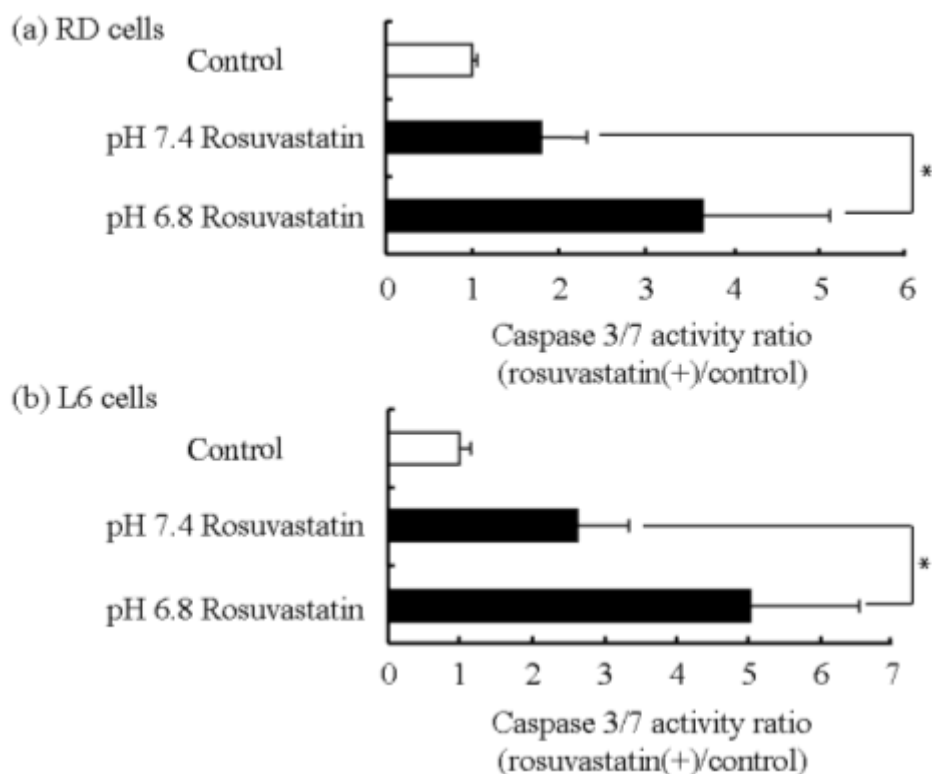 (a) RD cells
Control
pH 7.4 Rosuvastatin
*
pH 6.8 Rosuvastatin
0 1 2 3 4 5 6
Caspase 3/7 activity ratio
(rosuvastatin(+)/control)
(b) L6 cells
Control
pH 7.4 Rosuvastatin
*
pH 6.8 Rosuvastatin
0 1 2 3 4 5 6 7
Caspase 3/7 activity ratio
(rosuvastatin(+)/control)